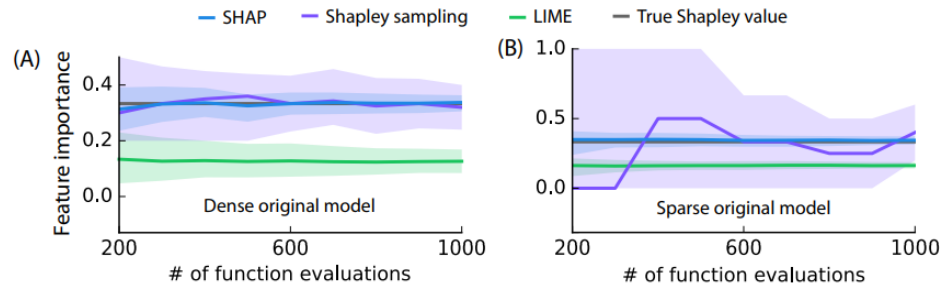 SHAP Shapley sampling LIME True Shapley value
(A)
Feature importance
0.4
0.2
0.0
Dense original model
200 600 1000
# of function evaluations
(B)
1.0
0.5
0.0
Sparse original model
200 600 1000
# of function evaluations